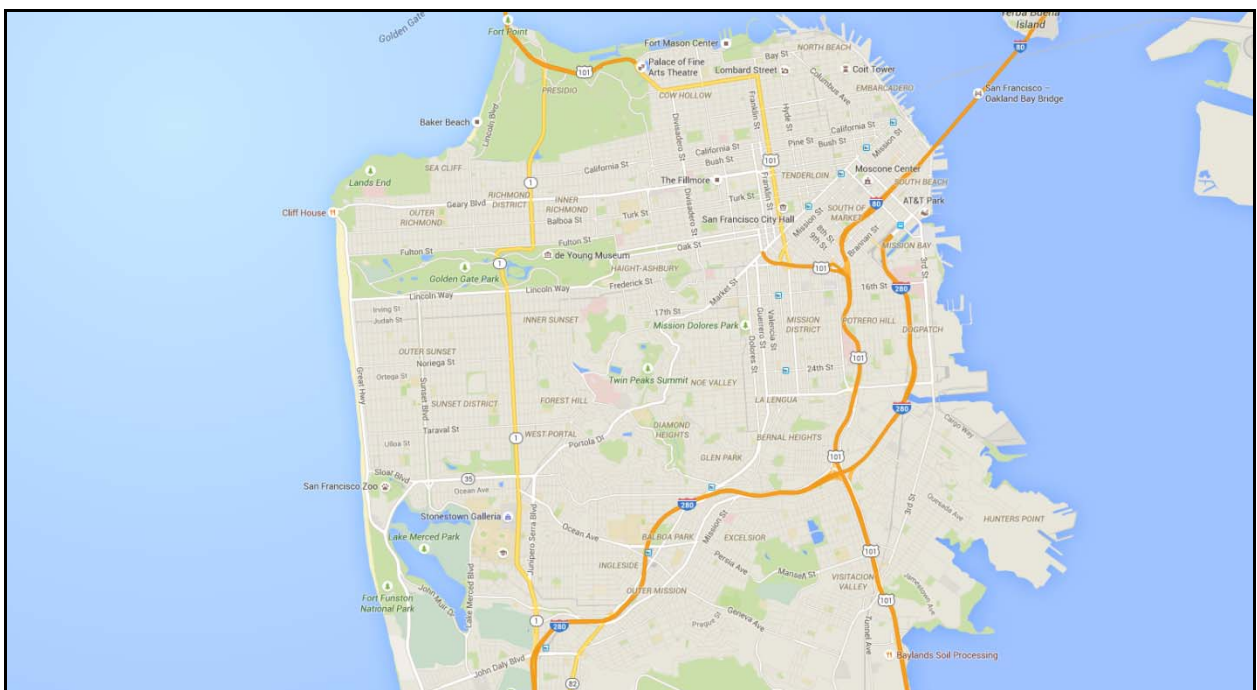 Yerba Buena
Island
Golden Gate
Fort Point
Fort Mason Center
NORTH BEACH
Bay St
80
101
Palace of Fine
Arts Theatre
Lombard Street
Coit Tower
Columbus Ave
PRESIDIO
COW HOLLOW
EMBARCADERO
San Francisco –
Oakland Bay Bridge
Lincoln Blvd
Baker Beach
Franklin St
Hyde St
Divisadero St
California St
Mission St
Pine St
Bush St
California St
Bush St
101
SEA CLIFF
California St
Moscone Center
Lands End
1
The Fillmore
TENDERLOIN
SOUTH BEACH
RICHMOND
DISTRICT
INNER
RICHMOND
Geary Blvd
Turk St
Franklin St
Divisadero St
80
AT&T Park
Cliff House
OUTER
RICHMOND
Balboa St
Turk St
San Francisco City Hall
Mission St
SOUTH OF
MARKET
8th St
9th St
Brannan St
Fulton St
Fulton St
Oak St
MISSION BAY
de Young Museum
1
101
3rd St
Golden Gate Park
HAIGHT-ASHBURY
Frederick St
Market St
16th St
280
Lincoln Way
Lincoln Way
Irving St
Judah St
INNER SUNSET
17th St
Mission Dolores Park
Guerrero St
Valencia St
MISSION
DISTRICT
POTRERO HILL
DOGPATCH
OUTER SUNSET
Noriega St
Great Hwy
Sunset Blvd
Dolores St
101
24th St
Ortega St
Twin Peaks Summit
NOE VALLEY
SUNSET DISTRICT
FOREST HILL
LA LENGUA
280
Taraval St
DIAMOND
HEIGHTS
Cargo Way
Ulloa St
1
WEST PORTAL
Portola Dr
BERNAL HEIGHTS
GLEN PARK
101
Sloat Blvd
35
San Francisco Zoo
Ocean Ave
280
3rd St
Quesada Ave
Stonestown Galleria
Junipero Serra Blvd
Ocean Ave
Mission St
HUNTERS POINT
Lake Merced Park
BALBOA PARK
EXCELSIOR
101
INGLESIDE
Persia Ave
Mansell St
VISITACION
VALLEY
Jamestown Ave
Fort Funston
National Park
John Muir Dr
Lake Merced Blvd
OUTER MISSION
101
Geneva Ave
1
280
Tunnel Ave
Baylands Soil Processing
John Daly Blvd
82